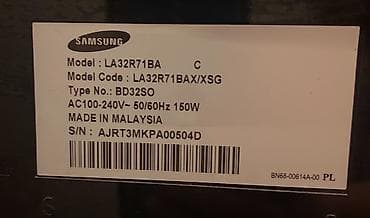 SAMSUNG
Model : LA32R71BA C
Model Code : LA32R71BAX/XSG
Type No.: BD32SO
AC100-240V~ 50/60Hz 150W
MADE IN MALAYSIA
S/N : AJRT3MKPA00504D
BN68-00614A-00 PL